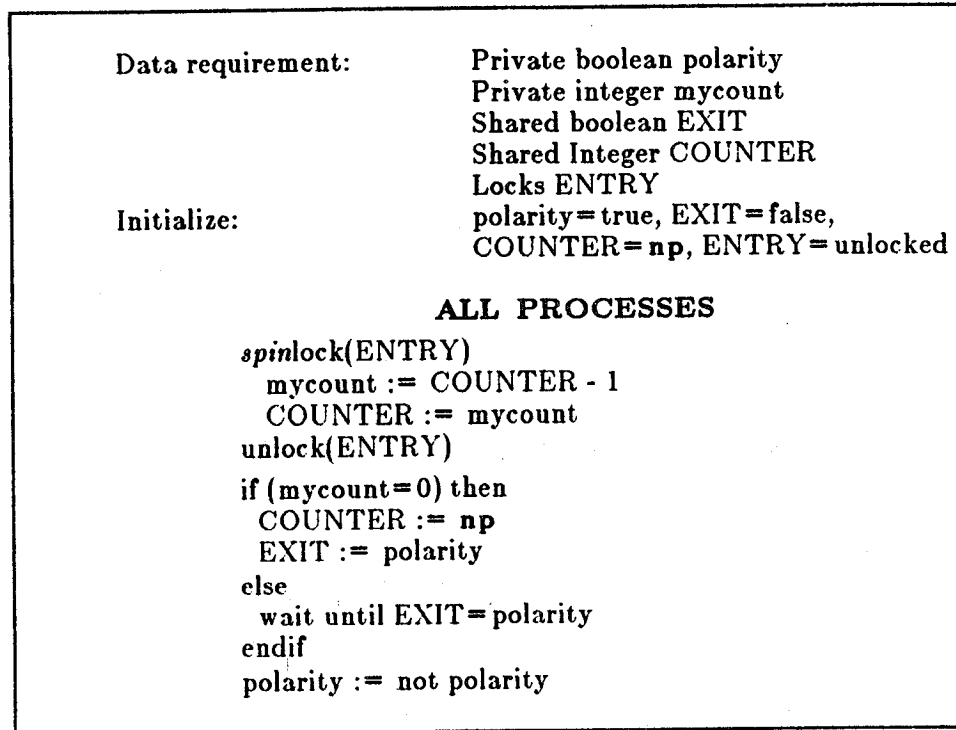 Data requirement: Private boolean polarity
Private integer mycount
Shared boolean EXIT
Shared Integer COUNTER
Locks ENTRY
Initialize: polarity=true, EXIT=false,
COUNTER=np, ENTRY=unlocked
ALL PROCESSES
spinlock(ENTRY)
mycount := COUNTER - 1
COUNTER := mycount
unlock(ENTRY)
if (mycount=0) then
COUNTER := np
EXIT := polarity
else
wait until EXIT=polarity
endif
polarity := not polarity